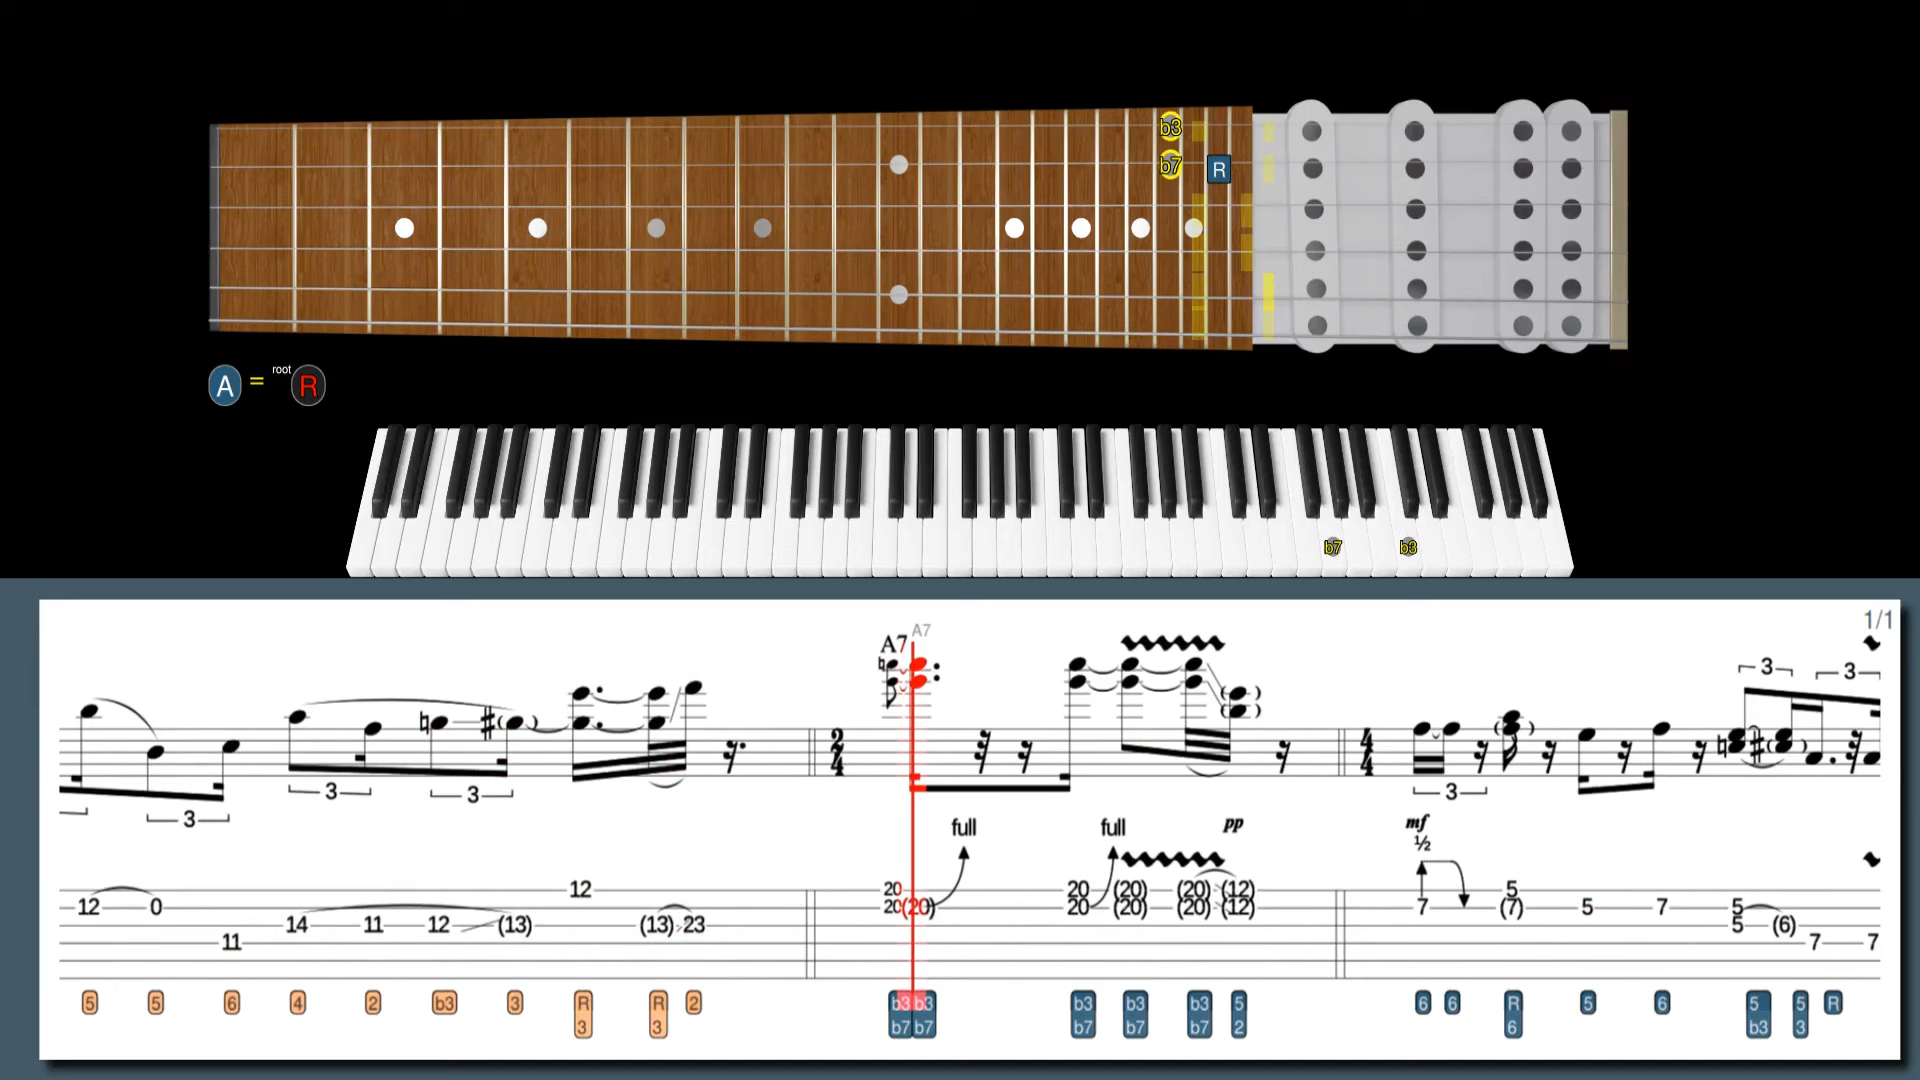 b3
b7 R
A = root R
b7 b3
1/1
A7 A7
3 3
2 4 4 4
3 3 3 3
full full pp mf
½
20 20 (20) (20) (12) 12 5
12 0 20 (20) 20 (20) (20) (12) 7 (7) 5 7 5
14 11 12 (13) (13) 23 5 (6)
11 7 7
5 5 6 4 2 b3 3 R R 2 b3 b3 b3 b3 b3 5 6 6 R 5 6 5 5 R
3 3 b7 b7 b7 b7 b7 2 6 b3 3